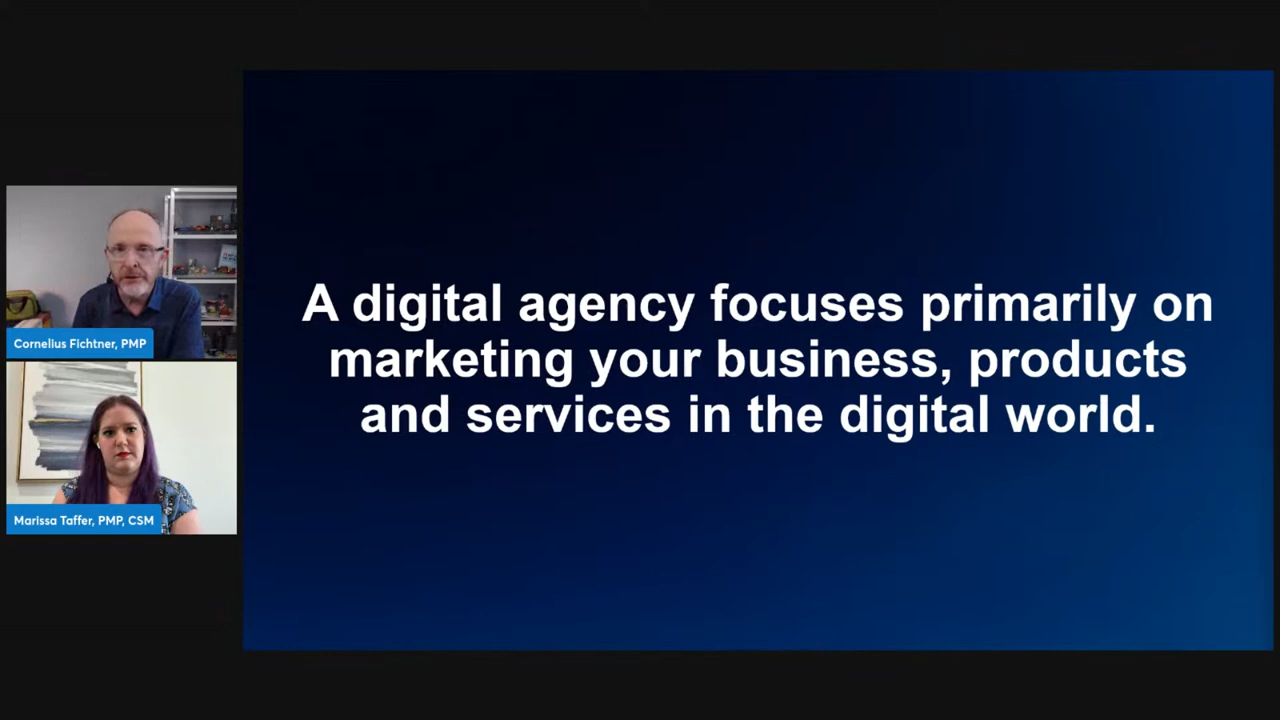 Cornelius Fichtner, PMP
Marissa Taffer, PMP, CSM
A digital agency focuses primarily on
marketing your business, products
and services in the digital world.